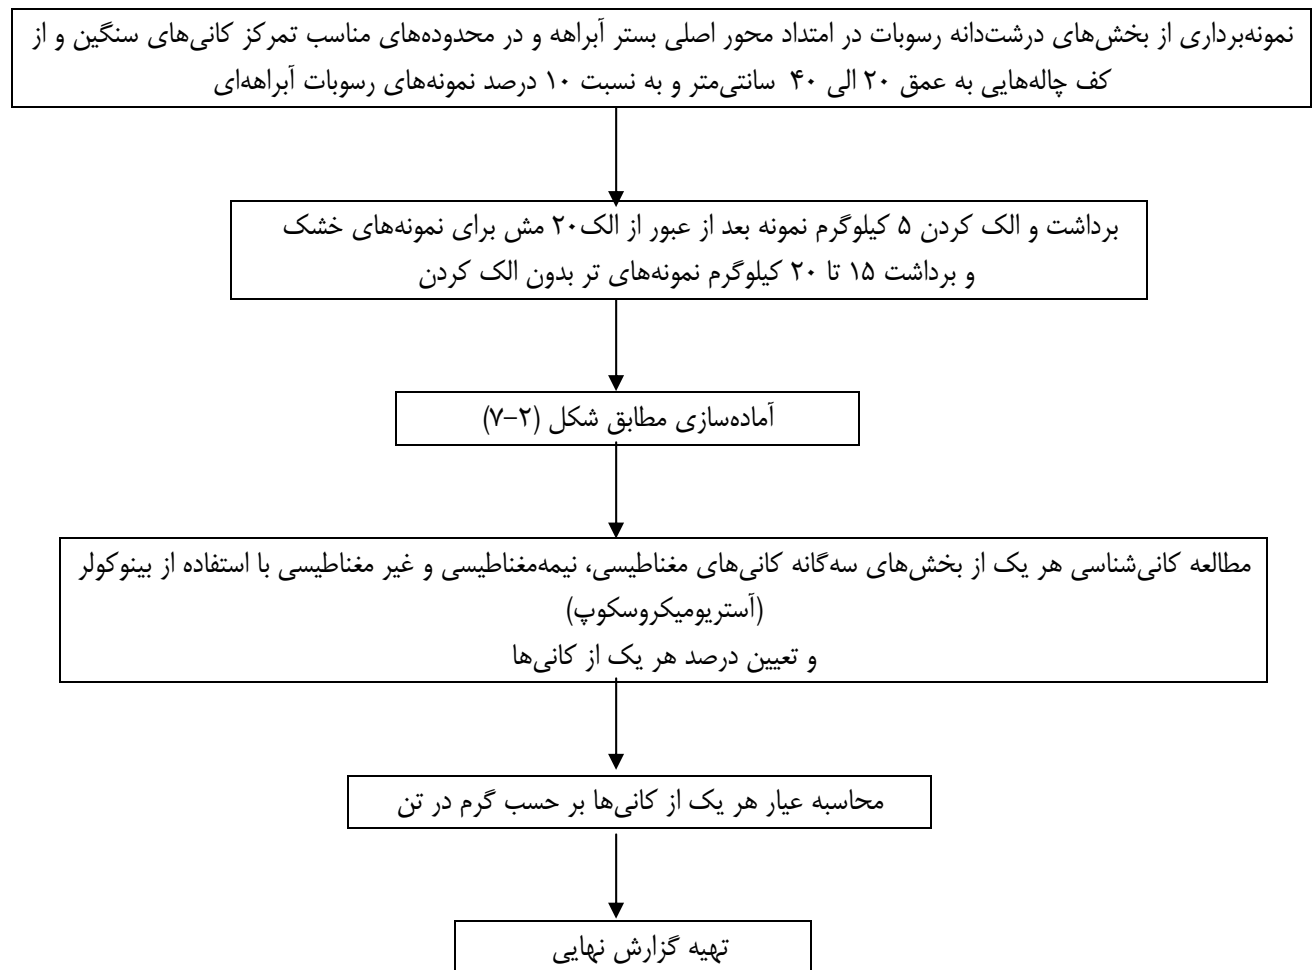 نمونه‌برداری از بخش‌های درشت‌دانه رسوبات در امتداد محور اصلی بستر آبراهه و در محدوده‌های مناسب تمرکز کانی‌های سنگین و از
کف چاله‌هایی به عمق ۲۰ الی ۴۰ سانتی‌متر و به نسبت ۱۰ درصد نمونه‌های رسوبات آبراهه‌ای
برداشت و الک کردن ۵ کیلوگرم نمونه بعد از عبور از الک۲۰ مش برای نمونه‌های خشک
و برداشت ۱۵ تا ۲۰ کیلوگرم نمونه‌های تر بدون الک کردن
آماده‌سازی مطابق شکل (۲-۷)
مطالعه کانی‌شناسی هر یک از بخش‌های سه‌گانه کانی‌های مغناطیسی، نیمه‌مغناطیسی و غیر مغناطیسی با استفاده از بینوکولر
(آستریومیکروسکوپ)
و تعیین درصد هر یک از کانی‌ها
محاسبه عیار هر یک از کانی‌ها بر حسب گرم در تن
تهیه گزارش نهایی